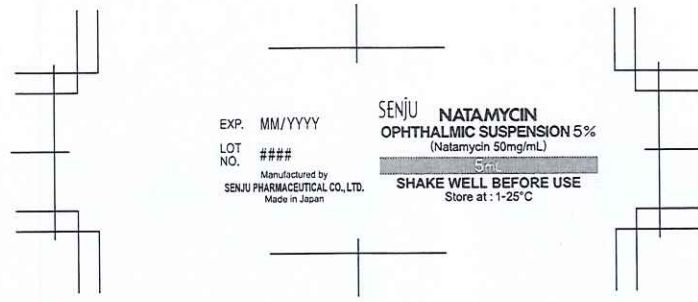 EXP. MM/YYYY
LOT NO. ####
Manufactured by
SENJU PHARMACEUTICAL CO., LTD.
Made in Japan
SENJU NATAMYCIN
OPHTHALMIC SUSPENSION 5%
(Natamycin 50mg/mL)
5mL
SHAKE WELL BEFORE USE
Store at : 1-25°C